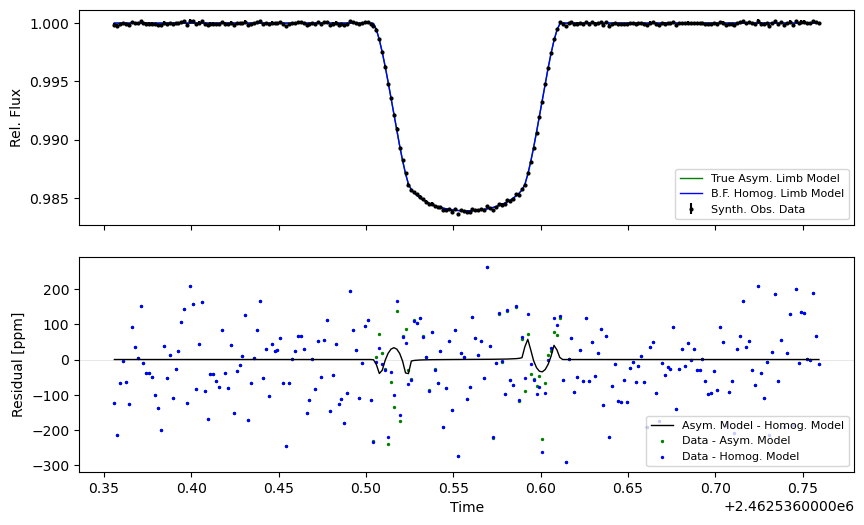 1.000
0.995
0.990
0.985
Rel. Flux
True Asym. Limb Model
B.F. Homog. Limb Model
Synth. Obs. Data
200
100
0
−100
−200
−300
Residual [ppm]
Asym. Model - Homog. Model
Data - Asym. Model
Data - Homog. Model
0.35 0.40 0.45 0.50 0.55 0.60 0.65 0.70 0.75
Time
+2.4625360000e6